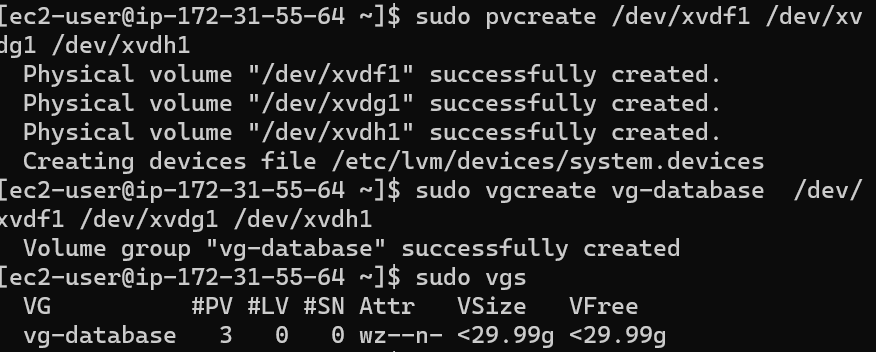 [ec2-user@ip-172-31-55-64 ~]$ sudo pvcreate /dev/xvdf1 /dev/xv
dg1 /dev/xvdh1
  Physical volume "/dev/xvdf1" successfully created.
  Physical volume "/dev/xvdg1" successfully created.
  Physical volume "/dev/xvdh1" successfully created.
  Creating devices file /etc/lvm/devices/system.devices
[ec2-user@ip-172-31-55-64 ~]$ sudo vgcreate vg-database  /dev/
xvdf1 /dev/xvdg1 /dev/xvdh1
  Volume group "vg-database" successfully created
[ec2-user@ip-172-31-55-64 ~]$ sudo vgs
  VG          #PV #LV #SN Attr   VSize   VFree
  vg-database   3   0   0 wz--n- <29.99g <29.99g